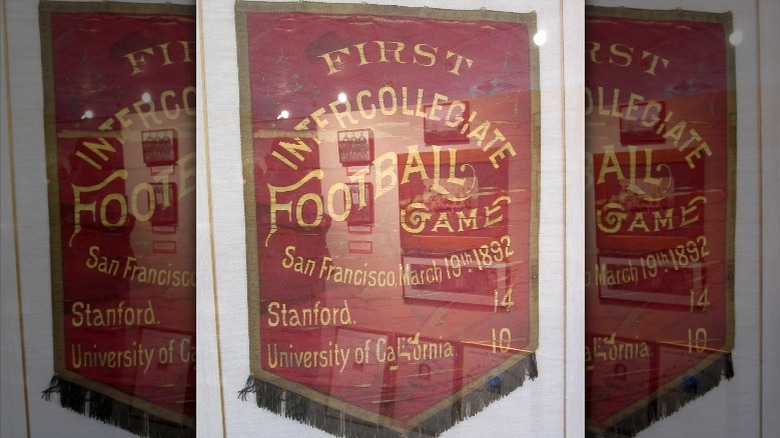 FIRST
INTERCOLLEGIATE
FOOTBALL
GAME
San Francisco, March 19th 1892
Stanford. 14
University of California. 10